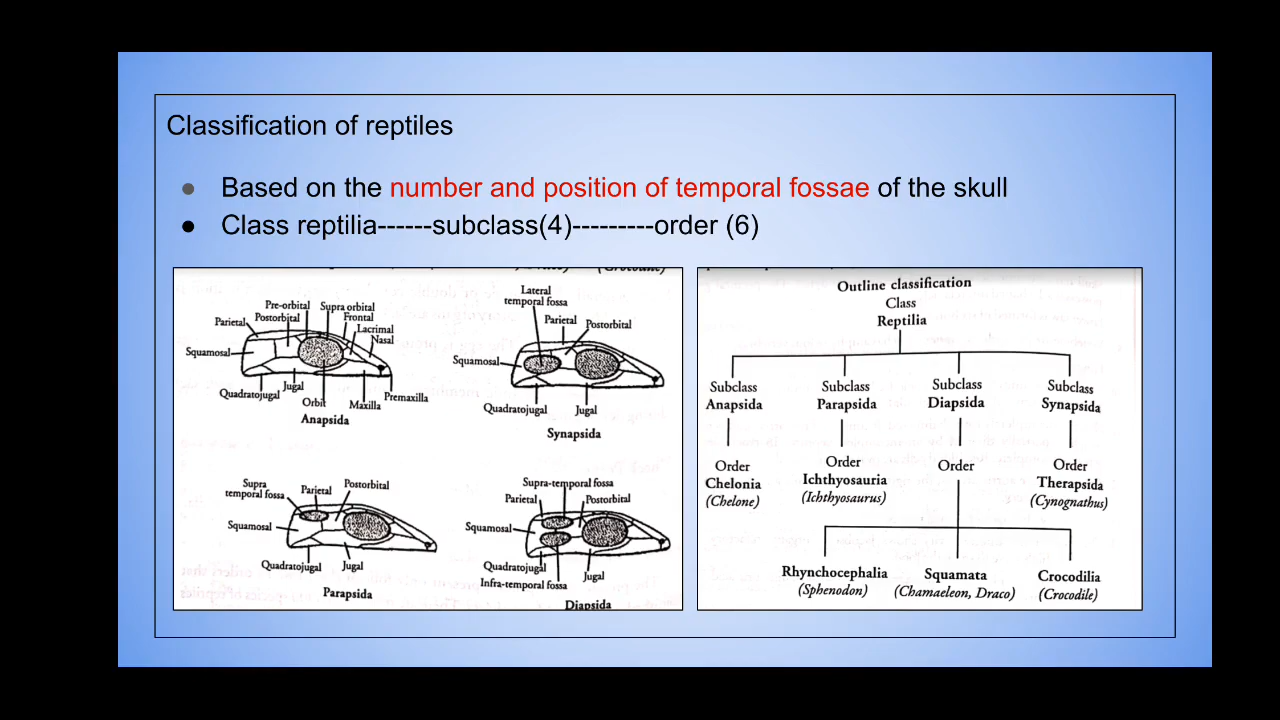 Classification of reptiles
● Based on the number and position of temporal fossae of the skull
● Class reptilia------subclass(4)---------order (6)
Pre-orbital Supra orbital
Postorbital Frontal
Parietal Lacrimal
Nasal
Squamosal
Jugal
Quadratojugal Orbit Maxilla Premaxilla
Anapsida
Lateral
temporal fossa
Parietal Postorbital
Squamosal
Quadratojugal Jugal
Synapsida
Supra
temporal fossa Parietal Postorbital
Squamosal
Quadratojugal Jugal
Parapsida
Supra-temporal fossa
Parietal Postorbital
Squamosal
Quadratojugal Jugal
Infra-temporal fossa
Diapsida
Outline classification
Class
Reptilia
Subclass Subclass Subclass Subclass
Anapsida Parapsida Diapsida Synapsida
Order Order Order Order
Chelonia Ichthyosauria Therapsida
(Chelone) (Ichthyosaurus) (Cynognathus)
Rhynchocephalia Squamata Crocodilia
(Sphenodon) (Chamaeleon, Draco) (Crocodile)